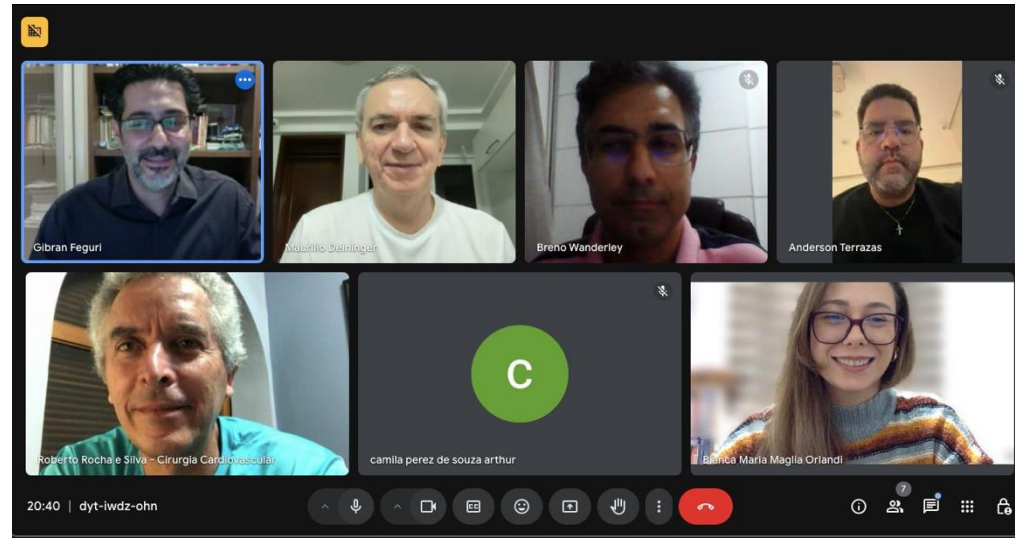 Gibran Feguri
Maurilio Deininger
Breno Wanderley
Anderson Terrazas
Roberto Rocha e Silva - Cirurgia Cardiovascular
C
camila perez de souza arthur
Bianca Maria Maglia Orlandi
7
20:40 | dyt-iwdz-ohn
CC